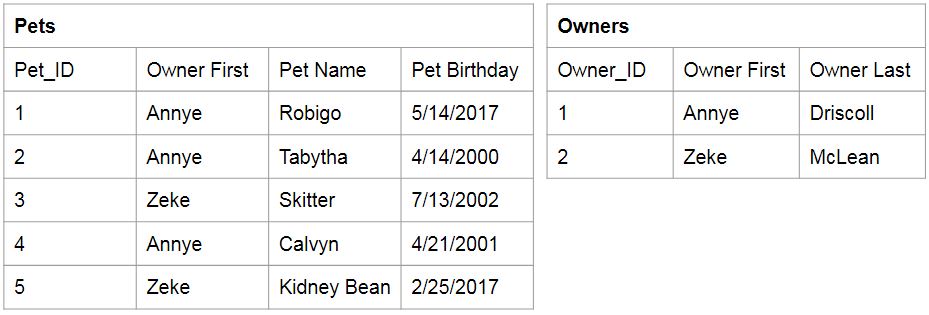 Pets
Pet_ID Owner First Pet Name Pet Birthday
1 Annye Robigo 5/14/2017
2 Annye Tabytha 4/14/2000
3 Zeke Skitter 7/13/2002
4 Annye Calvyn 4/21/2001
5 Zeke Kidney Bean 2/25/2017
Owners
Owner_ID Owner First Owner Last
1 Annye Driscoll
2 Zeke McLean